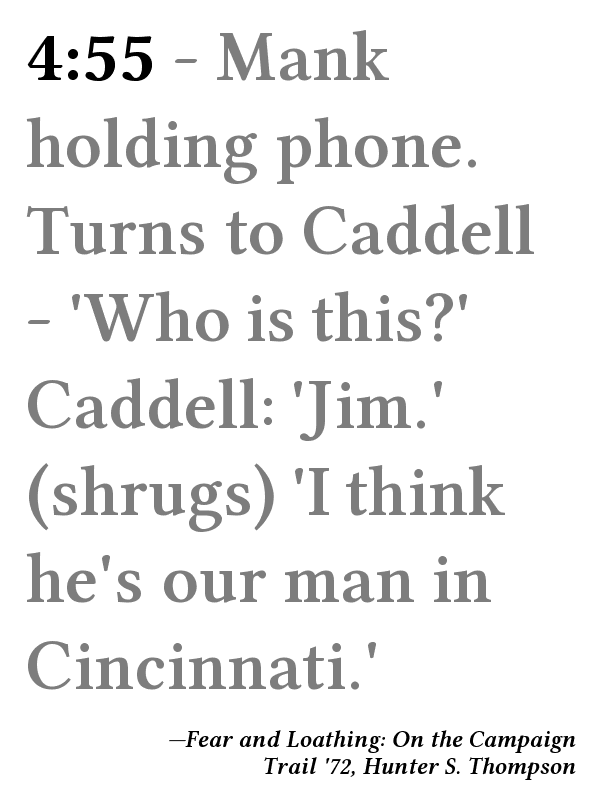 4:55 – Mank
holding phone.
Turns to Caddell
– 'Who is this?'
Caddell: 'Jim.'
(shrugs) 'I think
he's our man in
Cincinnati.'
—Fear and Loathing: On the Campaign
Trail '72, Hunter S. Thompson